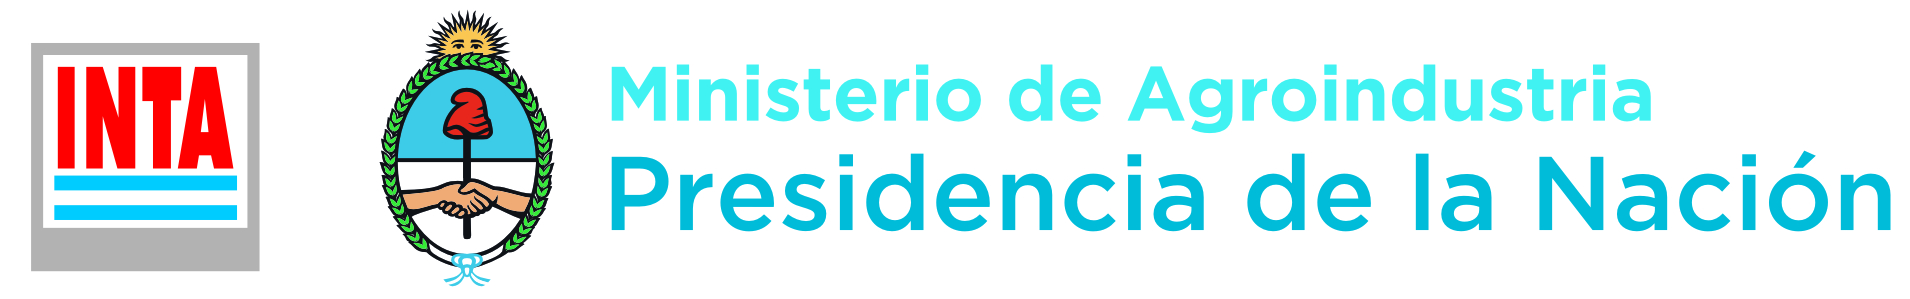 INTA
Ministerio de Agroindustria
Presidencia de la Nación